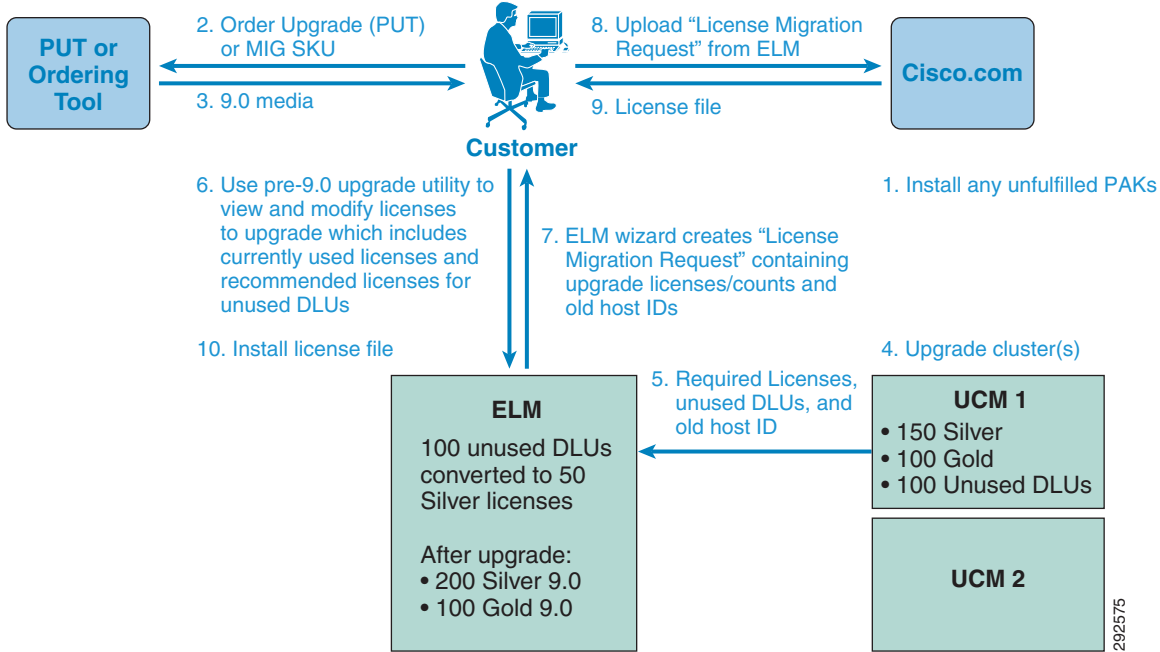 PUT or
Ordering
Tool
2. Order Upgrade (PUT)
or MIG SKU
3. 9.0 media
Customer
8. Upload “License Migration
Request” from ELM
9. License file
Cisco.com
1. Install any unfulfilled PAKs
6. Use pre-9.0 upgrade utility to
view and modify licenses
to upgrade which includes
currently used licenses and
recommended licenses for
unused DLUs
7. ELM wizard creates “License
Migration Request” containing
upgrade licenses/counts and
old host IDs
10. Install license file
4. Upgrade cluster(s)
5. Required Licenses,
unused DLUs, and
old host ID
ELM
100 unused DLUs
converted to 50
Silver licenses
After upgrade:
• 200 Silver 9.0
• 100 Gold 9.0
UCM 1
• 150 Silver
• 100 Gold
• 100 Unused DLUs
UCM 2
292575